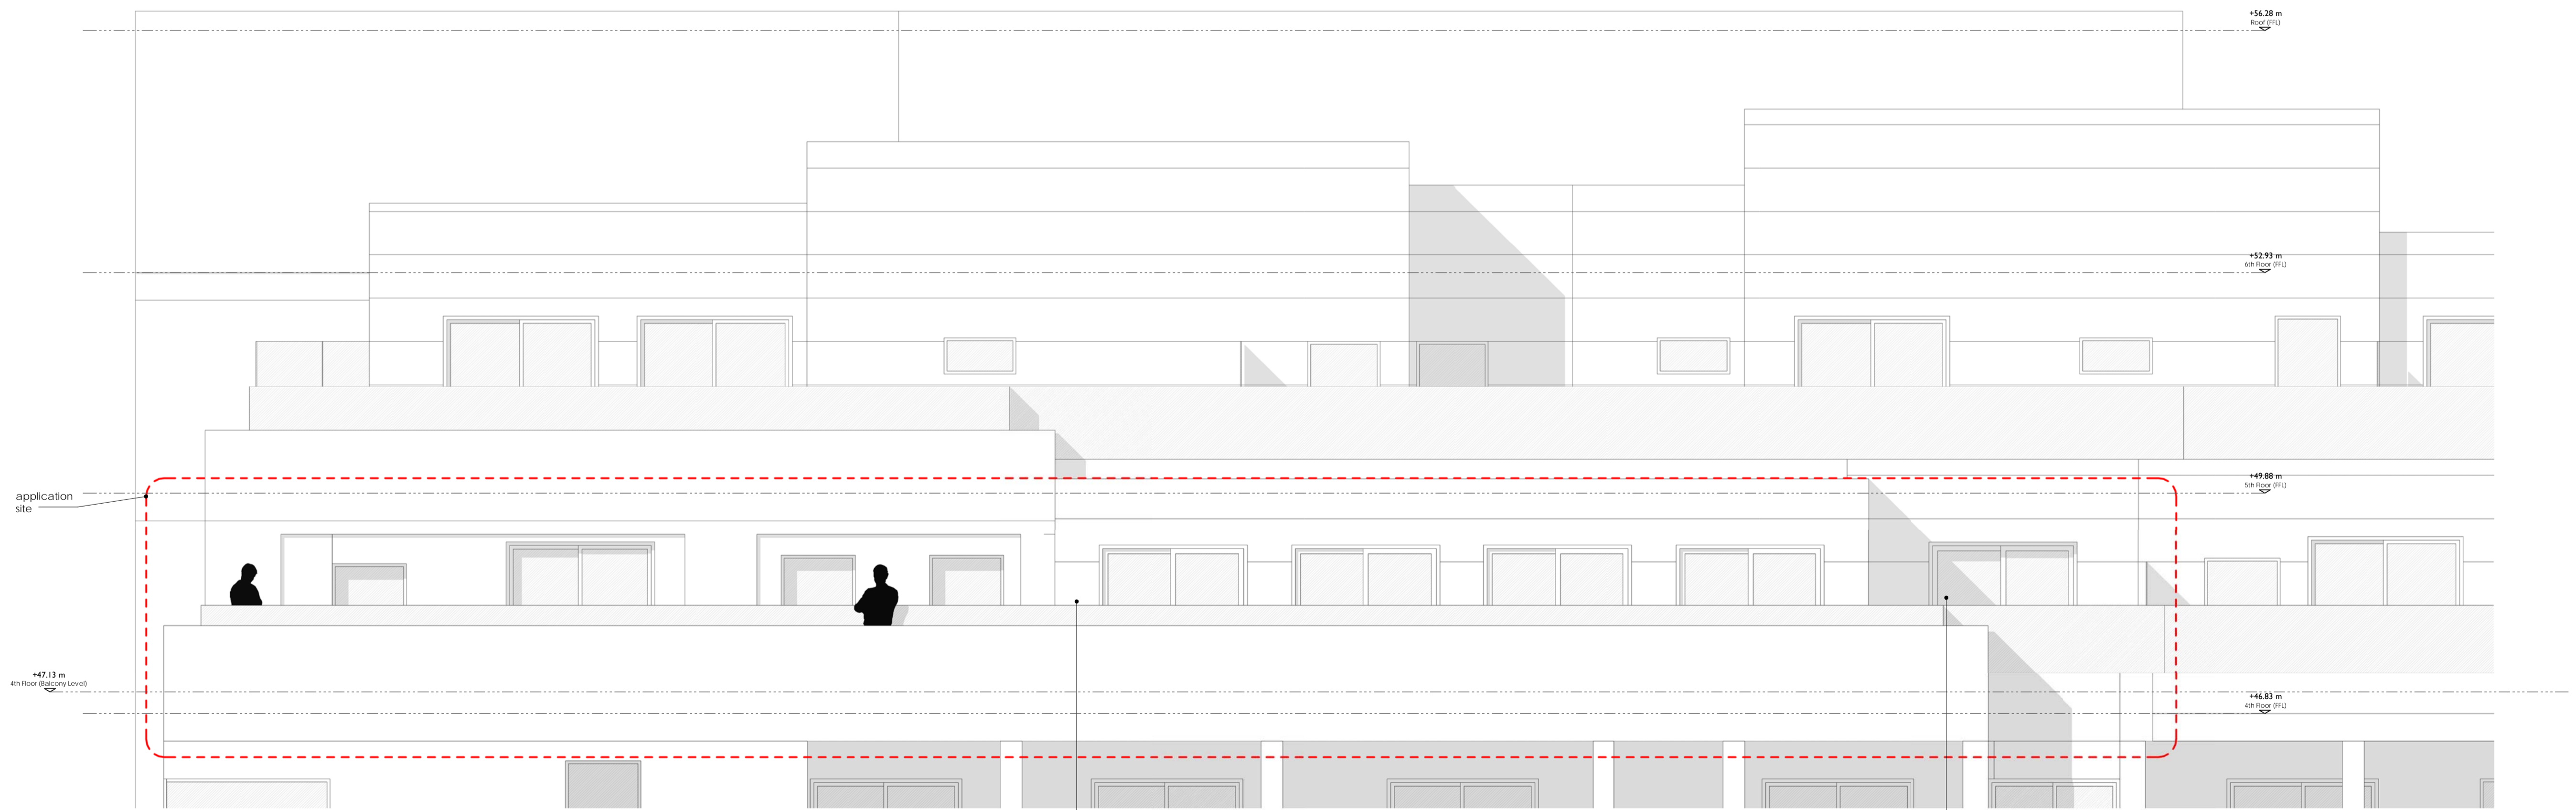 +56.28 m
Roof (FFL)
+52.93 m
6th Floor (FFL)
+49.88 m
5th Floor (FFL)
application
site
+47.13 m
4th Floor (Balcony Level)
+46.83 m
4th Floor (FFL)